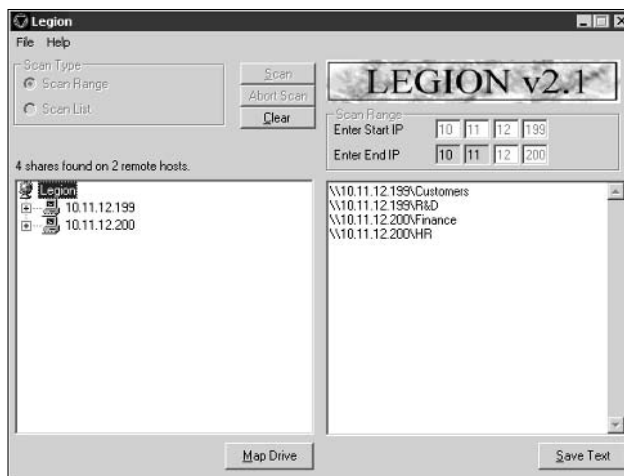 Legion
File Help
Scan Type
Scan Range
Scan List
Scan
Abort Scan
Clear
LEGION v2.1
Scan Range
Enter Start IP 10 11 12 199
Enter End IP 10 11 12 200
4 shares found on 2 remote hosts.
Legion
10.11.12.199
10.11.12.200
\\10.11.12.199\Customers
\\10.11.12.199\R&D
\\10.11.12.200\Finance
\\10.11.12.200\HR
Map Drive
Save Text